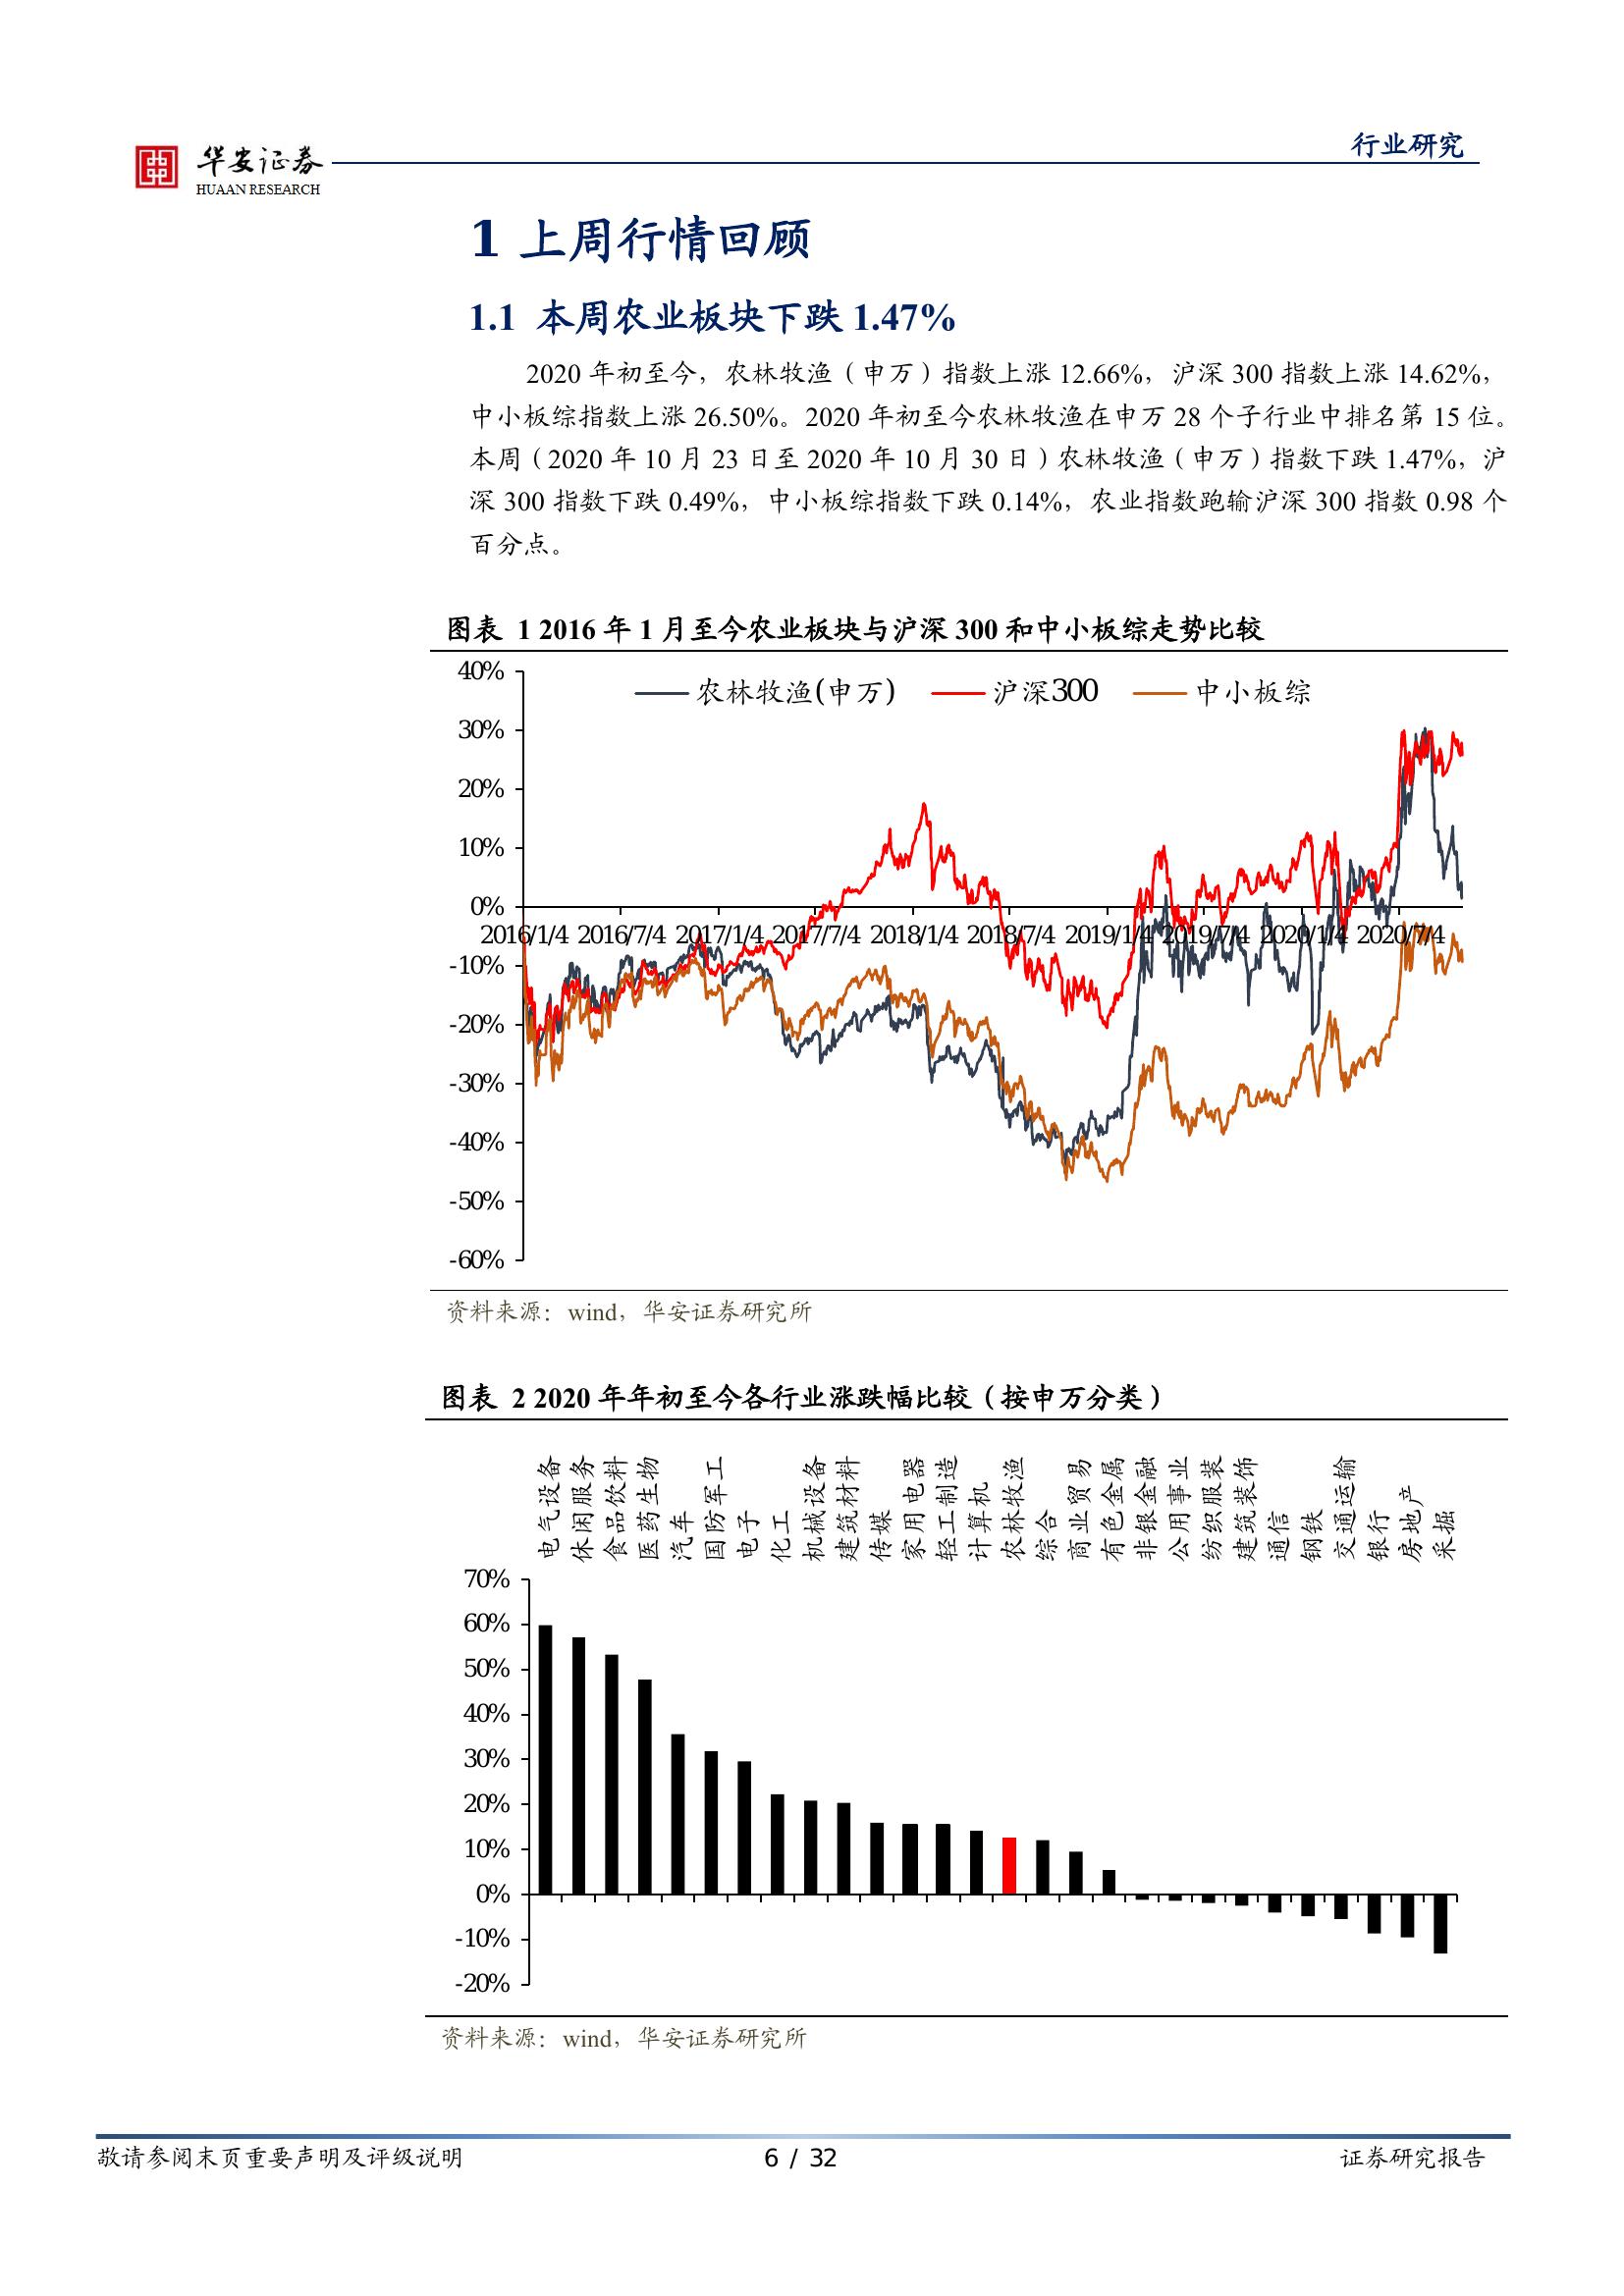 行业研究
华安证券
HUAAN RESEARCH
1 上周行情回顾
1.1 本周农业板块下跌 1.47%
2020 年初至今，农林牧渔（申万）指数上涨 12.66%，沪深 300 指数上涨 14.62%，
中小板综指数上涨 26.50%。2020 年初至今农林牧渔在申万 28 个子行业中排名第 15 位。
本周（2020 年 10 月 23 日至 2020 年 10 月 30 日）农林牧渔（申万）指数下跌 1.47%，沪
深 300 指数下跌 0.49%，中小板综指数下跌 0.14%，农业指数跑输沪深 300 指数 0.98 个
百分点。
图表 1 2016 年 1 月至今农业板块与沪深 300 和中小板综走势比较
农林牧渔(申万) 沪深300 中小板综
40%
30%
20%
10%
0%
-10%
-20%
-30%
-40%
-50%
-60%
2016/1/4 2016/7/4 2017/1/4 2017/7/4 2018/1/4 2018/7/4 2019/1/4 2019/7/4 2020/1/4 2020/7/4
资料来源：wind，华安证券研究所
图表 2 2020 年年初至今各行业涨跌幅比较（按申万分类）
电气设备
休闲服务
食品饮料
医药生物
汽车
国防军工
电子
化工
机械设备
建筑材料
传媒
家用电器
轻工制造
计算机
农林牧渔
综合
商业贸易
有色金属
非银金融
公用事业
纺织服装
建筑装饰
通信
钢铁
交通运输
银行
房地产
采掘
70%
60%
50%
40%
30%
20%
10%
0%
-10%
-20%
资料来源：wind，华安证券研究所
敬请参阅末页重要声明及评级说明 6 / 32 证券研究报告